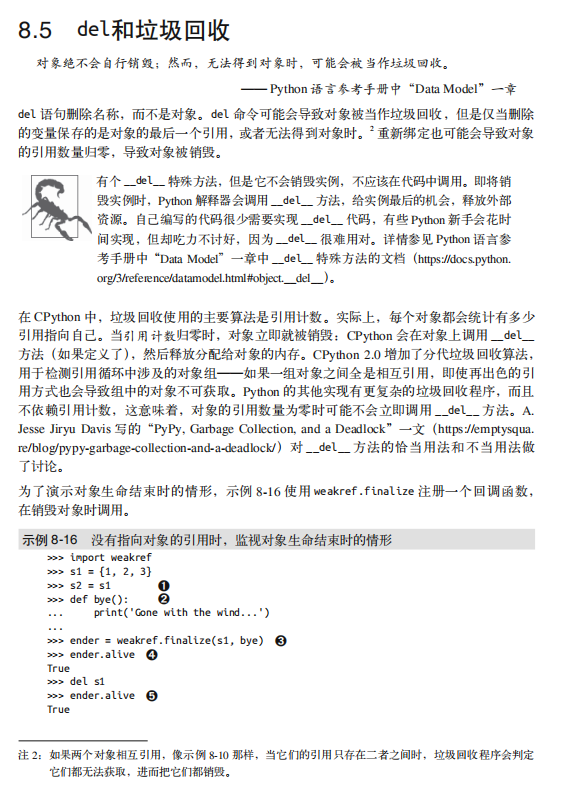 8.5 del和垃圾回收
对象绝不会自行销毁；然而，无法得到对象时，可能会被当作垃圾回收。
—— Python 语言参考手册中“Data Model”一章
del 语句删除名称，而不是对象。del 命令可能会导致对象被当作垃圾回收，但是仅当删除
的变量保存的是对象的最后一个引用，或者无法得到对象时。2 重新绑定也可能会导致对象
的引用数量归零，导致对象被销毁。
有个 __del__ 特殊方法，但是它不会销毁实例，不应该在代码中调用。即将销
毁实例时，Python 解释器会调用 __del__ 方法，给实例最后的机会，释放外部
资源。自己编写的代码很少需要实现 __del__ 代码，有些 Python 新手会花时
间实现，但却吃力不讨好，因为 __del__ 很难用对。详情参见 Python 语言参
考手册中“Data Model”一章中 __del__ 特殊方法的文档（https://docs.python.
org/3/reference/datamodel.html#object.__del__）。
在 CPython 中，垃圾回收使用的主要算法是引用计数。实际上，每个对象都会统计有多少
引用指向自己。当引用计数归零时，对象立即就被销毁：CPython 会在对象上调用 __del__
方法（如果定义了），然后释放分配给对象的内存。CPython 2.0 增加了分代垃圾回收算法，
用于检测引用循环中涉及的对象组——如果一组对象之间全是相互引用，即使再出色的引
用方式也会导致组中的对象不可获取。Python 的其他实现有更复杂的垃圾回收程序，而且
不依赖引用计数，这意味着，对象的引用数量为零时可能不会立即调用 __del__ 方法。A.
Jesse Jiryu Davis 写的“PyPy, Garbage Collection, and a Deadlock”一文（https://emptysqua.
re/blog/pypy-garbage-collection-and-a-deadlock/）对 __del__ 方法的恰当用法和不当用法做
了讨论。
为了演示对象生命结束时的情形，示例 8-16 使用 weakref.finalize 注册一个回调函数，
在销毁对象时调用。
示例 8-16 没有指向对象的引用时，监视对象生命结束时的情形
>>> import weakref
>>> s1 = {1, 2, 3}
>>> s2 = s1 ❶
>>> def bye(): ❷
... print('Gone with the wind...')
...
>>> ender = weakref.finalize(s1, bye) ❸
>>> ender.alive ❹
True
>>> del s1
>>> ender.alive ❺
True
注 2：如果两个对象相互引用，像示例 8-10 那样，当它们的引用只存在二者之间时，垃圾回收程序会判定
它们都无法获取，进而把它们都销毁。